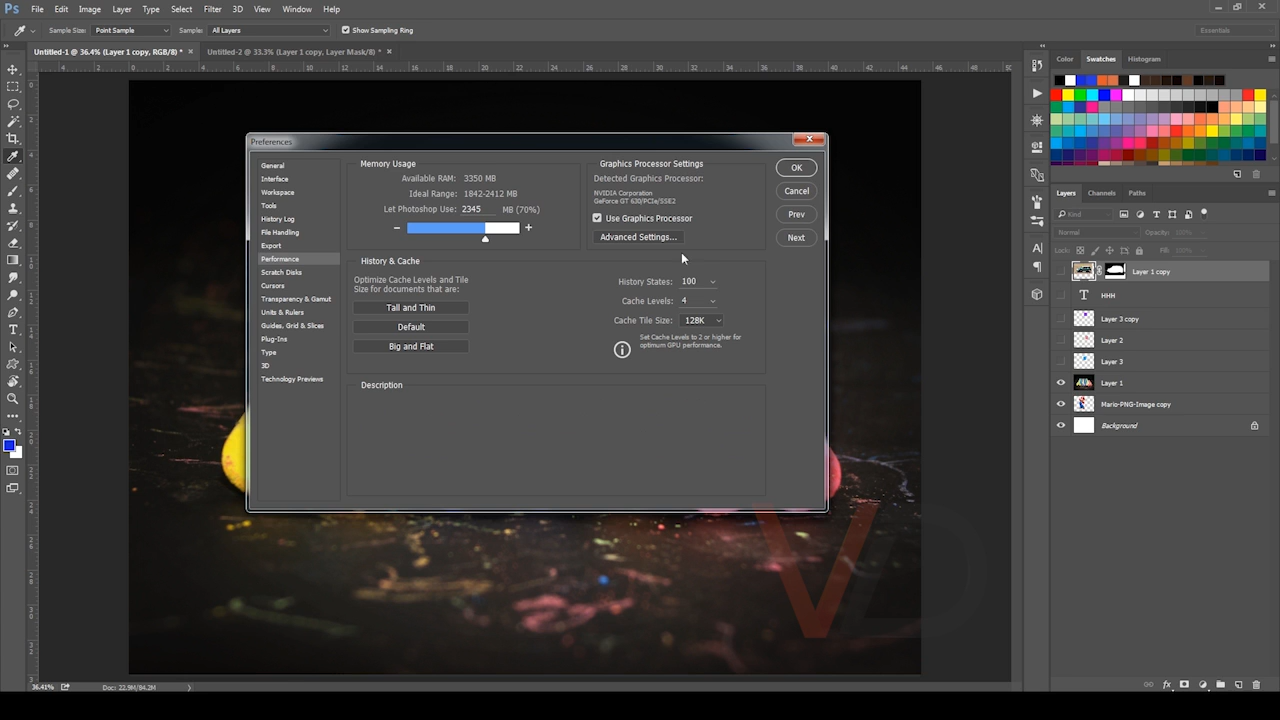 Ps File Edit Image Layer Type Select Filter 3D View Window Help
Sample Size: Point Sample Sample: All Layers Show Sampling Ring Essentials
Untitled-1 @ 36.4% (Layer 1 copy, RGB/8) * × Untitled-2 @ 33.3% (Layer 1 copy, Layer Mask/8) * ×
Color Swatches Histogram
Preferences
General
Interface
Workspace
Tools
History Log
File Handling
Export
Performance
Scratch Disks
Cursors
Transparency & Gamut
Units & Rulers
Guides, Grid & Slices
Plug-Ins
Type
3D
Technology Previews
Memory Usage
Available RAM: 3350 MB
Ideal Range: 1842-2412 MB
Let Photoshop Use: 2345 MB (70%)
Graphics Processor Settings
Detected Graphics Processor:
NVIDIA Corporation
GeForce GT 630/PCIe/SSE2
Use Graphics Processor
Advanced Settings...
OK
Cancel
Prev
Next
History & Cache
Optimize Cache Levels and Tile
Size for documents that are:
Tall and Thin
Default
Big and Flat
History States: 100
Cache Levels: 4
Cache Tile Size: 128K
Set Cache Levels to 2 or higher for
optimum GPU performance.
Description
Layers Channels Paths
Kind
Normal Opacity:
Lock: Fill:
Layer 1 copy
HHH
Layer 3 copy
Layer 2
Layer 3
Layer 1
Mario-PNG-Image copy
Background
VD
36.41% Doc: 22.9M/84.2M